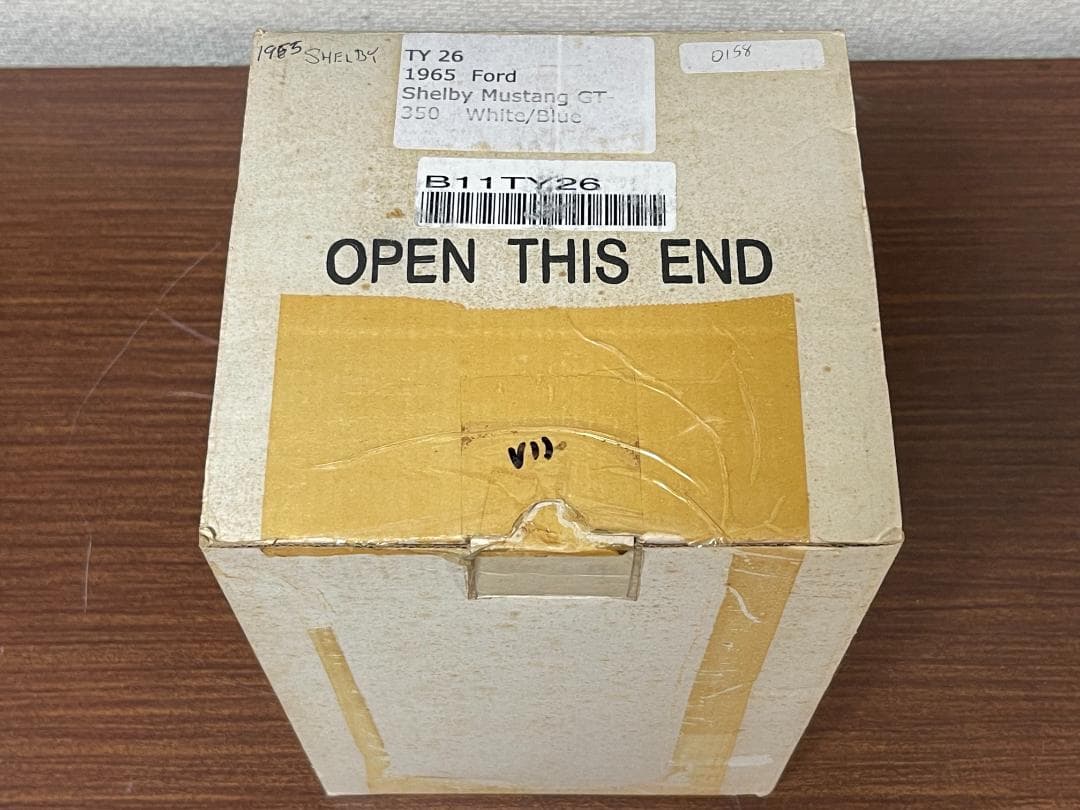 1965 SHELBY
TY 26
1965 Ford
Shelby Mustang GT-
350 White/Blue
0158
B11TY26
OPEN THIS END